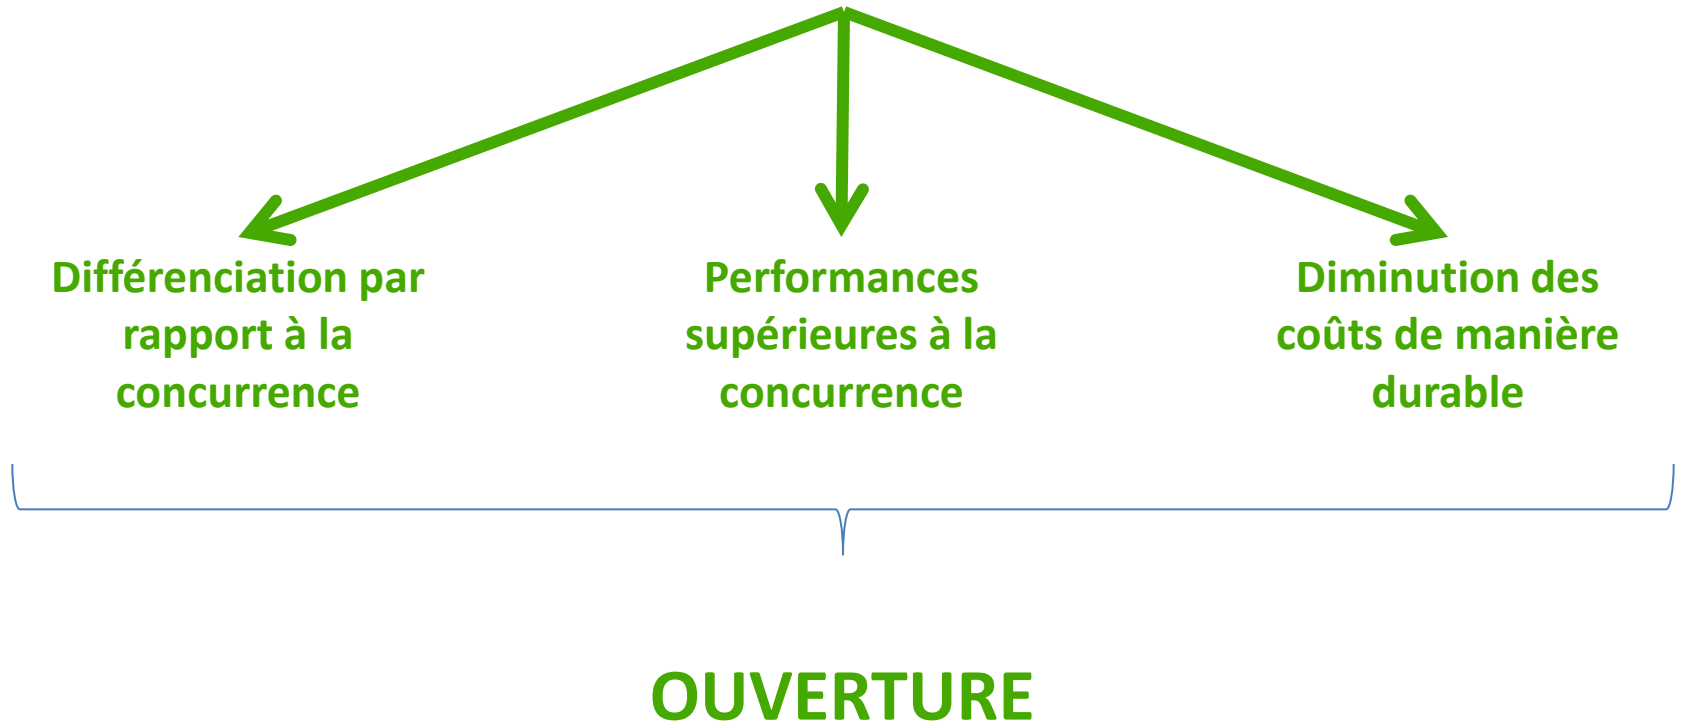 Différenciation par
rapport à la
concurrence
Performances
supérieures à la
concurrence
Diminution des
coûts de manière
durable
OUVERTURE